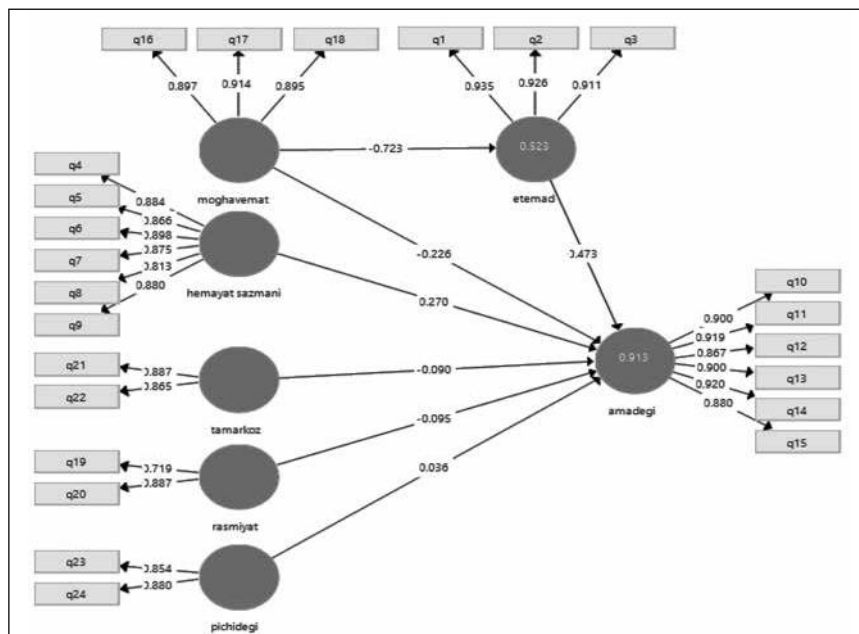 q16 q17 q18 q1 q2 q3
0.897 0.914 0.895 0.935 0.926 0.911
-0.723
0.523
moghavemat
etemad
q4
q5
q6
q7
q8
q9
0.884
0.866
0.898
0.875
0.813
0.880
hemayat sazmani
-0.226
0.473
0.270
q10
q11
q12
q13
q14
q15
0.900
0.919
0.867
0.900
0.920
0.880
0.913
amadegi
q21
q22
0.887
0.865
-0.090
tamarkoz
q19
q20
0.719
0.887
-0.095
rasmiyat
0.036
q23
q24
0.854
0.880
pichidegi